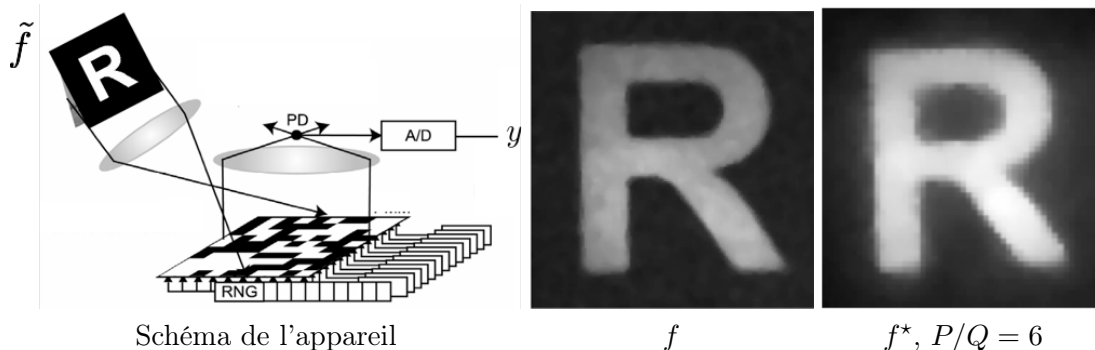 f̃
R
PD
A/D
y
RNG
R
R
Schéma de l'appareil
f
f⋆, P/Q = 6